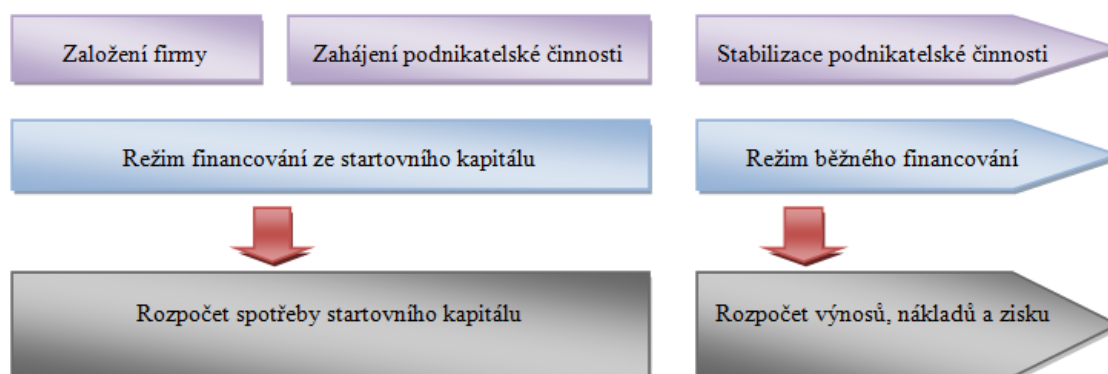 Založení firmy
Zahájení podnikatelské činnosti
Stabilizace podnikatelské činnosti
Režim financování ze startovního kapitálu
Režim běžného financování
Rozpočet spotřeby startovního kapitálu
Rozpočet výnosů, nákladů a zisku